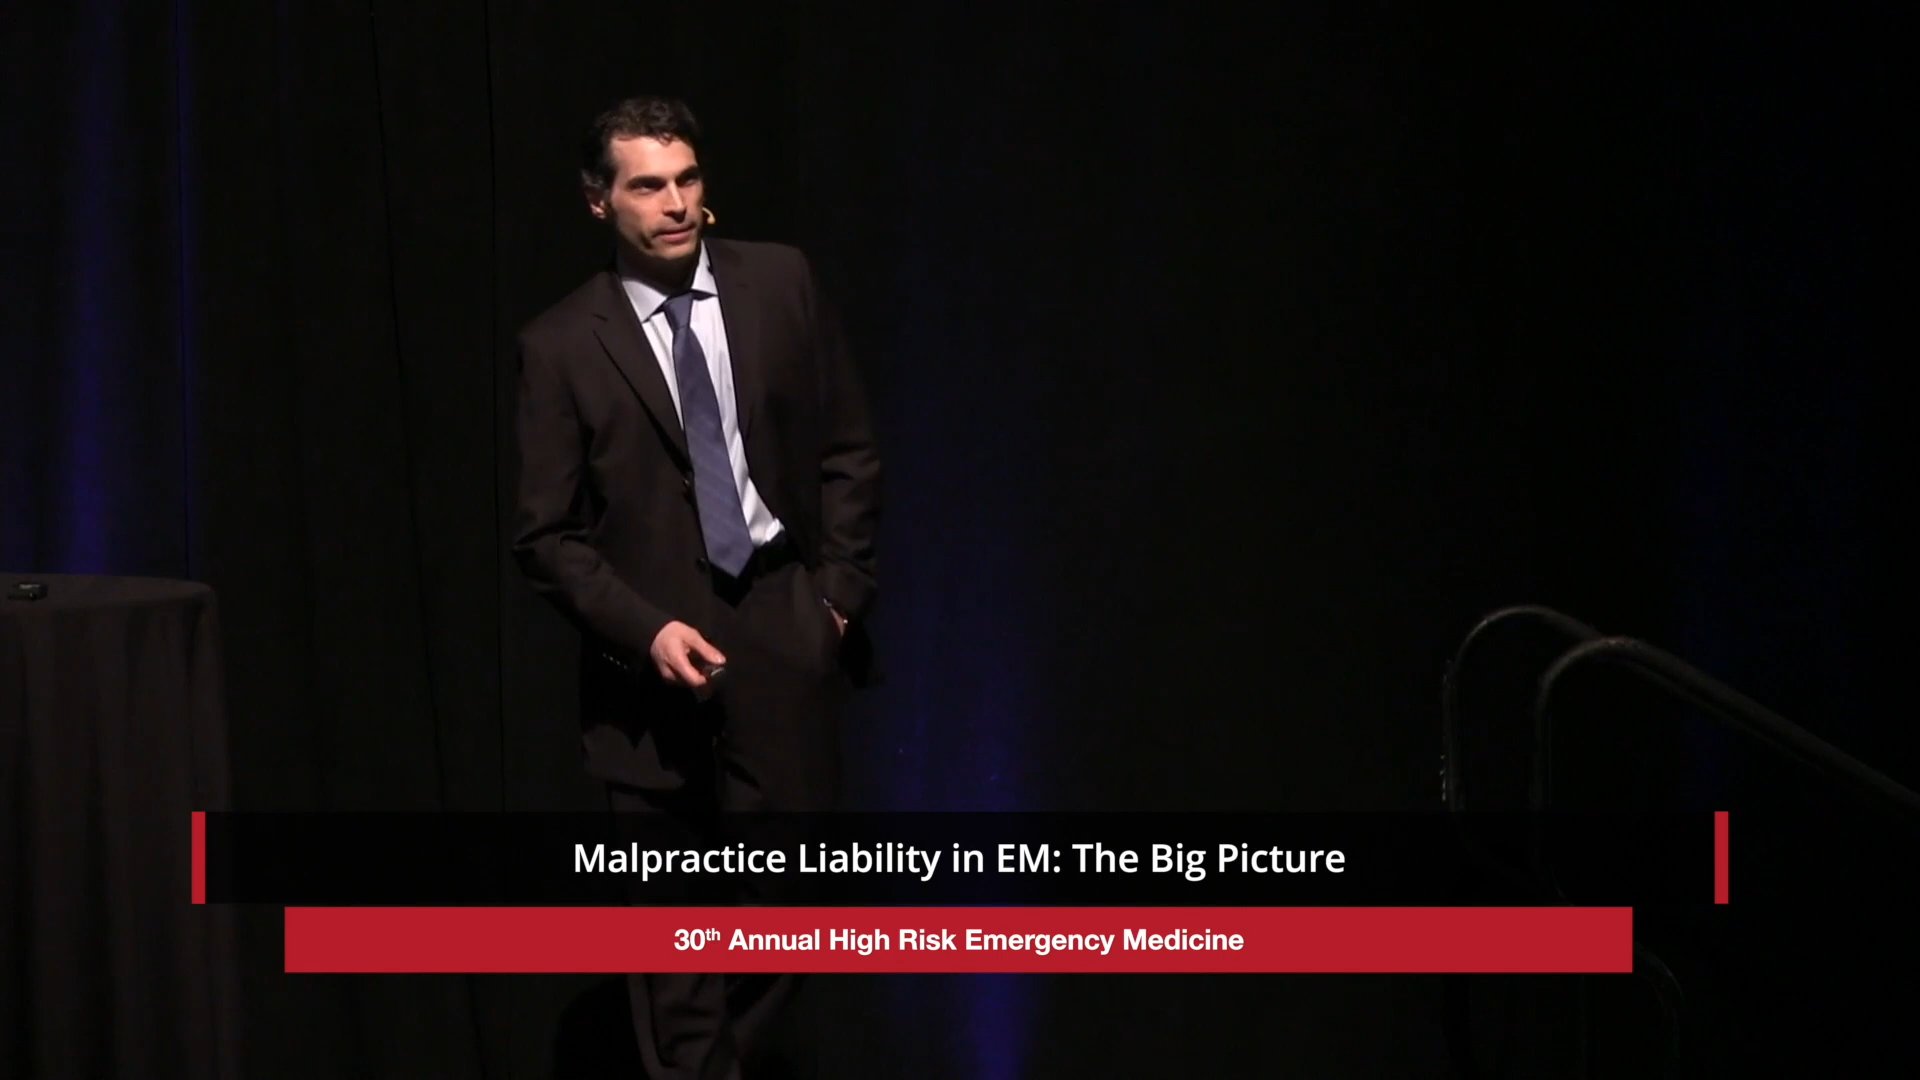 Malpractice Liability in EM: The Big Picture
30th Annual High Risk Emergency Medicine